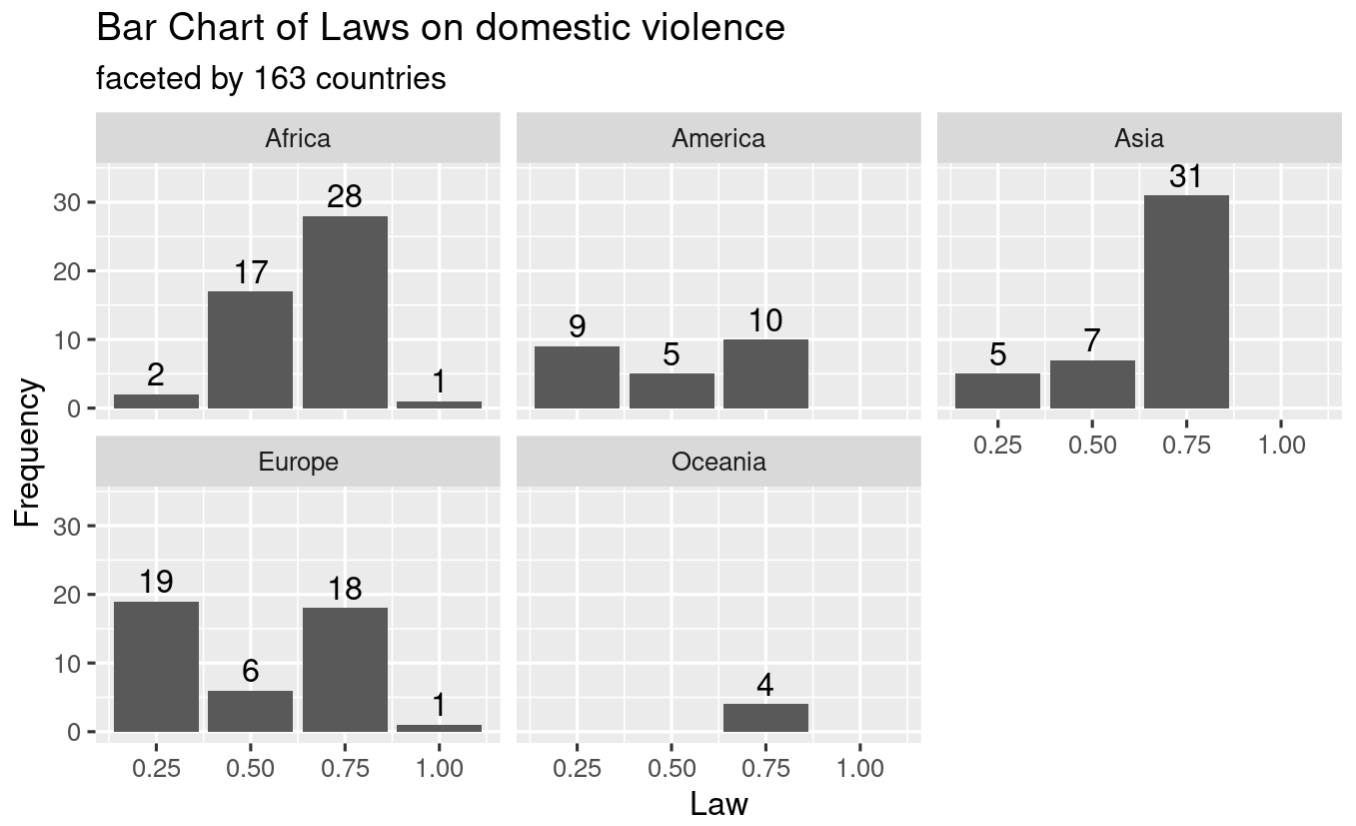 Bar Chart of Laws on domestic violence
faceted by 163 countries
Africa
America
Asia
30
20
10
0
2
17
28
1
9
5
10
5
7
31
0.25 0.50 0.75 1.00
Frequency
Europe
Oceania
30
20
10
0
19
6
18
1
4
0.25 0.50 0.75 1.00
0.25 0.50 0.75 1.00
Law